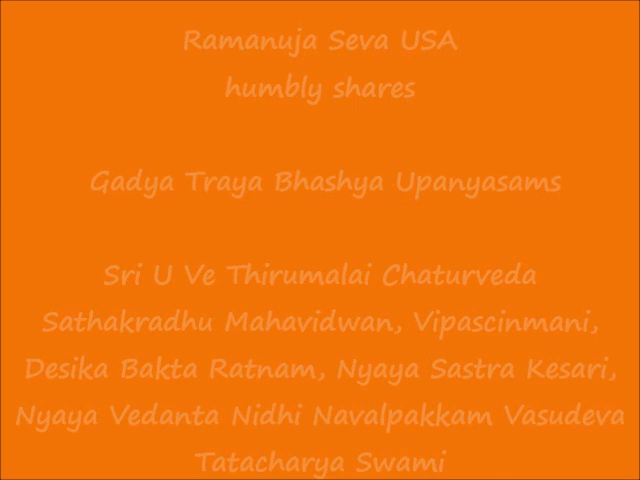 Ramanuja Seva USA
humbly shares
Gadya Traya Bhashya Upanyasams
Sri U Ve Thirumalai Chaturveda
Sathakradhu Mahavidwan, Vipascinmani,
Desika Bakta Ratnam, Nyaya Sastra Kesari,
Nyaya Vedanta Nidhi Navalpakkam Vasudeva
Tatacharya Swami